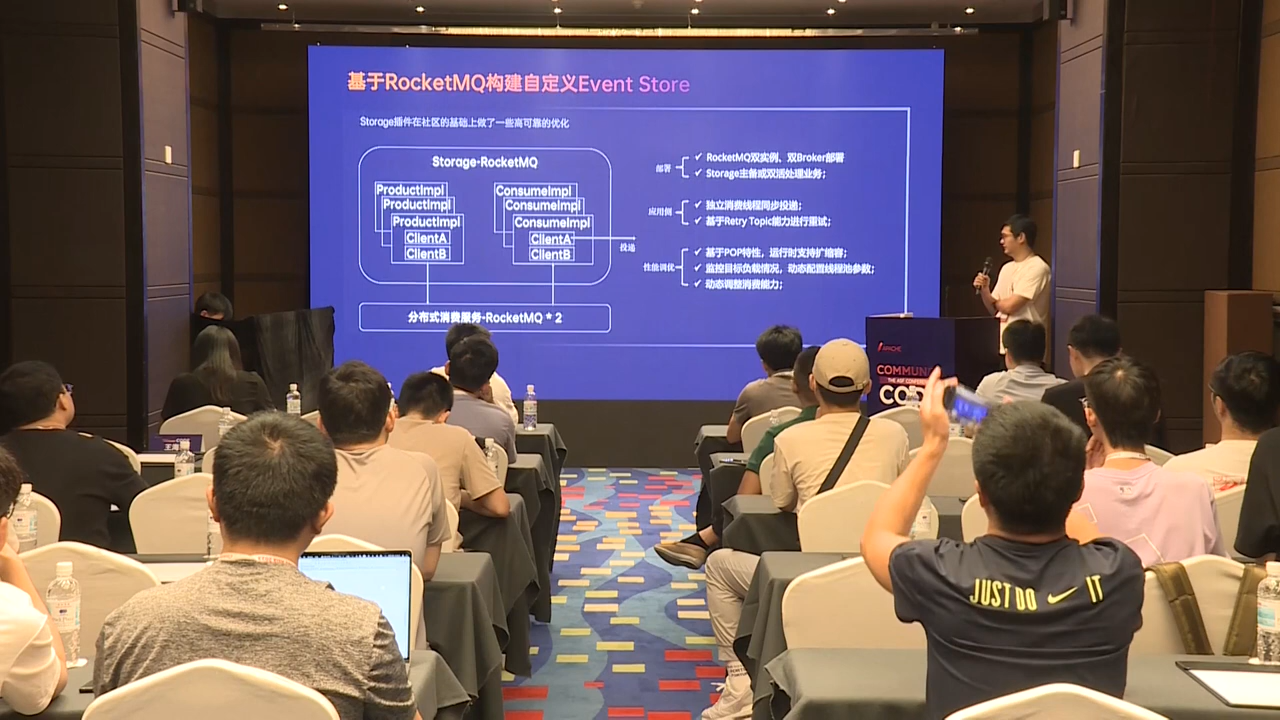 基于RocketMQ构建自定义Event Store
Storage插件在社区的基础上做了一些高可靠的优化
Storage-RocketMQ
ProductImpl
ProductImpl
ProductImpl
ClientA
ClientB
ConsumeImpl
ConsumeImpl
ConsumeImpl
ClientA
ClientB
投递
分布式消费服务-RocketMQ * 2
部署
✓ RocketMQ双实例、双Broker部署
✓ Storage主备或双活处理业务;
应用侧
✓ 独立消费线程同步投递;
✓ 基于Retry Topic能力进行重试;
性能调优
✓ 基于POP特性，运行时支持扩缩容;
✓ 监控目标负载情况，动态配置线程池参数;
✓ 动态调整消费能力;
APACHE
THE ASF CONFERENCE
JUST DO IT